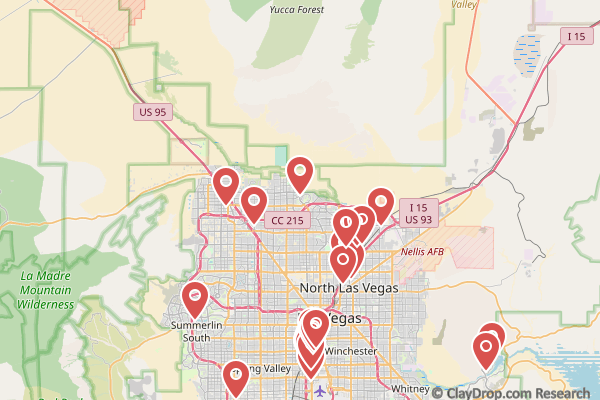 Yucca Forest
Valley
I 15
US 95
I 15
US 93
CC 215
Nellis AFB
La Madre
Mountain
Wilderness
North Las Vegas
Vegas
Summerlin
South
Winchester
Valley
Whitney
© ClayDrop.com Research